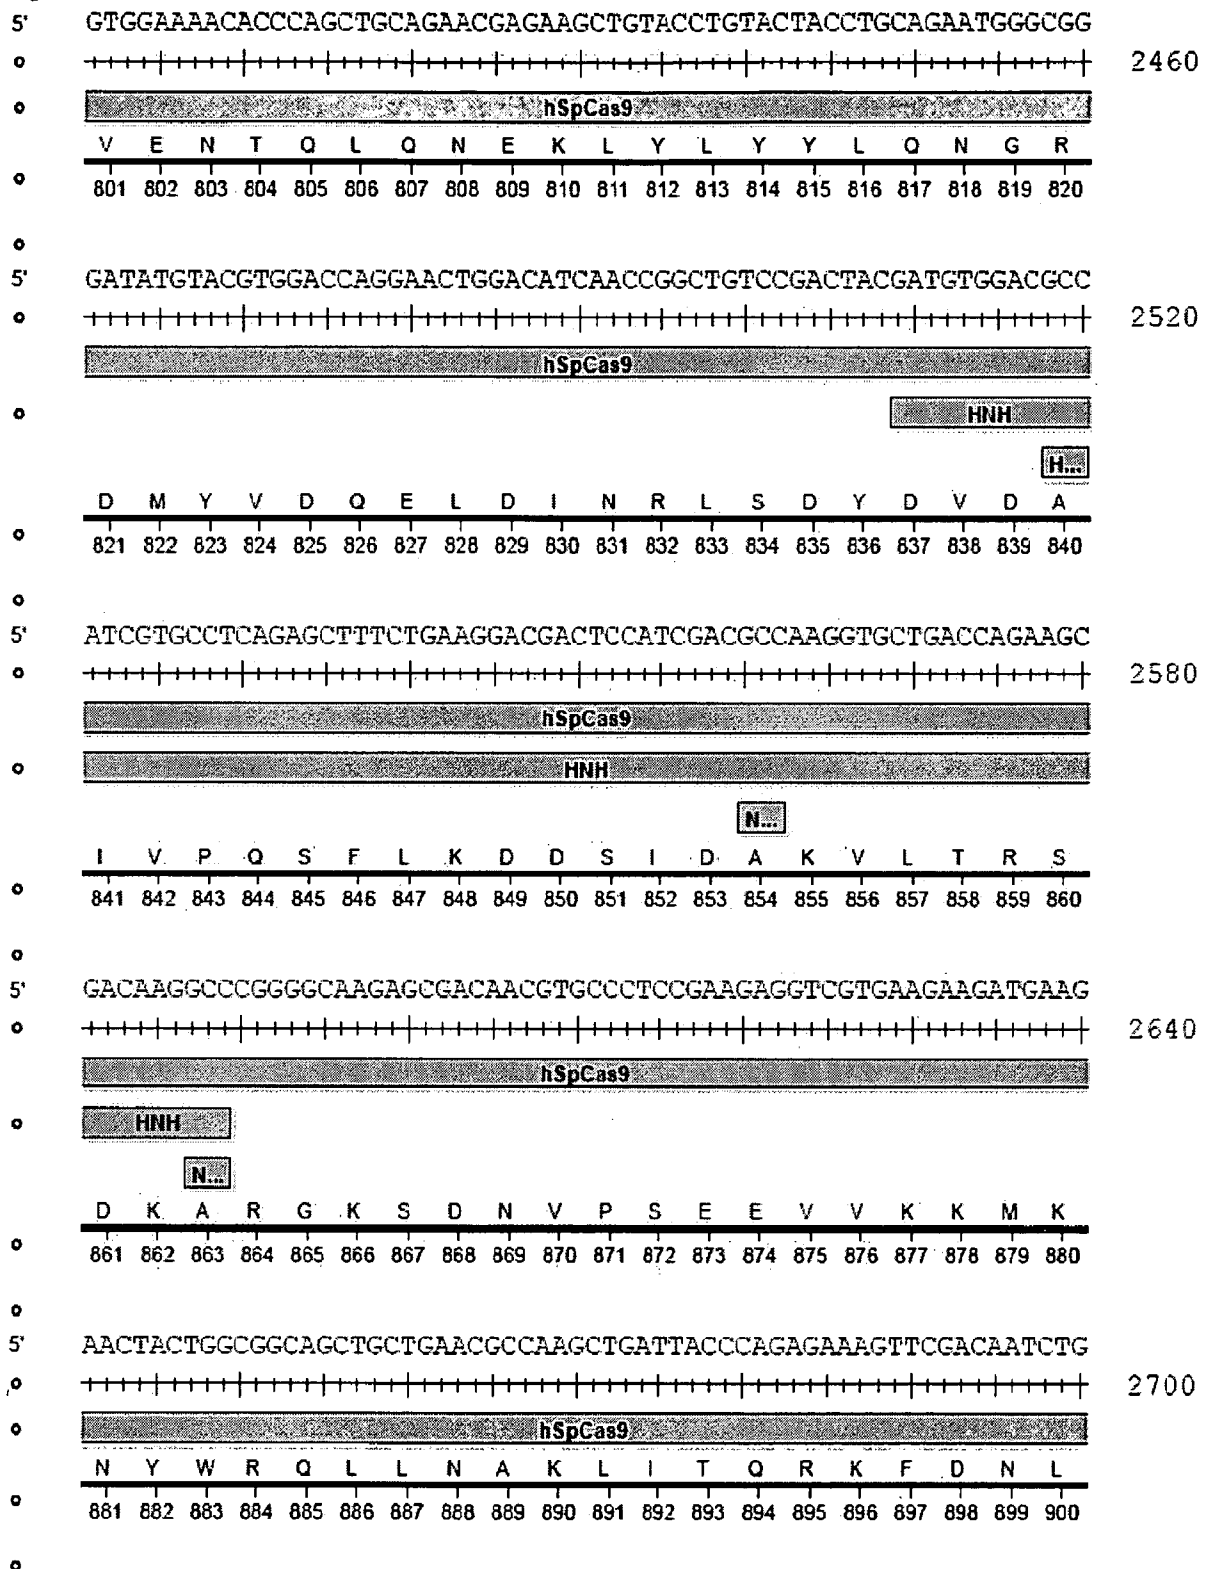 5' GTGGAAAACACCCAGCTGCAGAACGAGAAGCTGTACCTGTACTACCTGCAGAATGGGCGG
2460
hSpCas9
V E N T Q L Q N E K L Y L Y Y L Q N G R
801 802 803 804 805 806 807 808 809 810 811 812 813 814 815 816 817 818 819 820
5' GATATGTACGTGGACCAGGAACTGGACATCAACCGGCTGTCCGACTACGATGTGGACGCC
2520
hSpCas9
HNH
H...
D M Y V D Q E L D I N R L S D Y D V D A
821 822 823 824 825 826 827 828 829 830 831 832 833 834 835 836 837 838 839 840
5' ATCGTGCCTCAGAGCTTTCTGAAGGACGACTCCATCGACGCCAAGGTGCTGACCAGAAGC
2580
hSpCas9
HNH
N...
I V P Q S F L K D D S I D A K V L T R S
841 842 843 844 845 846 847 848 849 850 851 852 853 854 855 856 857 858 859 860
5' GACAAGGCCCGGGGCAAGAGCGACAACGTGCCCTCCGAAGAGGTCGTGAAGAAGATGAAG
2640
hSpCas9
HNH
N...
D K A R G K S D N V P S E E V V K K M K
861 862 863 864 865 866 867 868 869 870 871 872 873 874 875 876 877 878 879 880
5' AACTACTGGCGGCAGCTGCTGAACGCCAAGCTGATTACCCAGAGAAAGTTCGACAATCTG
2700
hSpCas9
N Y W R Q L L N A K L I T Q R K F D N L
881 882 883 884 885 886 887 888 889 890 891 892 893 894 895 896 897 898 899 900